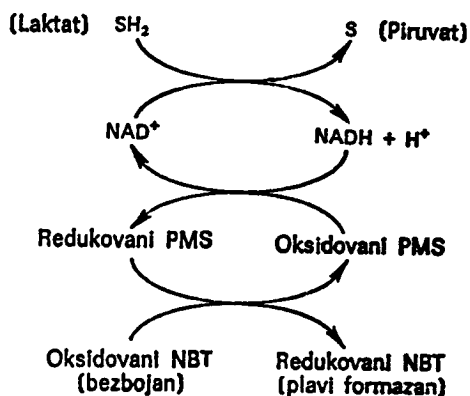 (Laktat) SH₂ S (Piruvat)
NAD⁺ NADH + H⁺
Redukovani PMS Oksidovani PMS
Oksidovani NBT Redukovani NBT
(bezbojan) (plavi formazan)